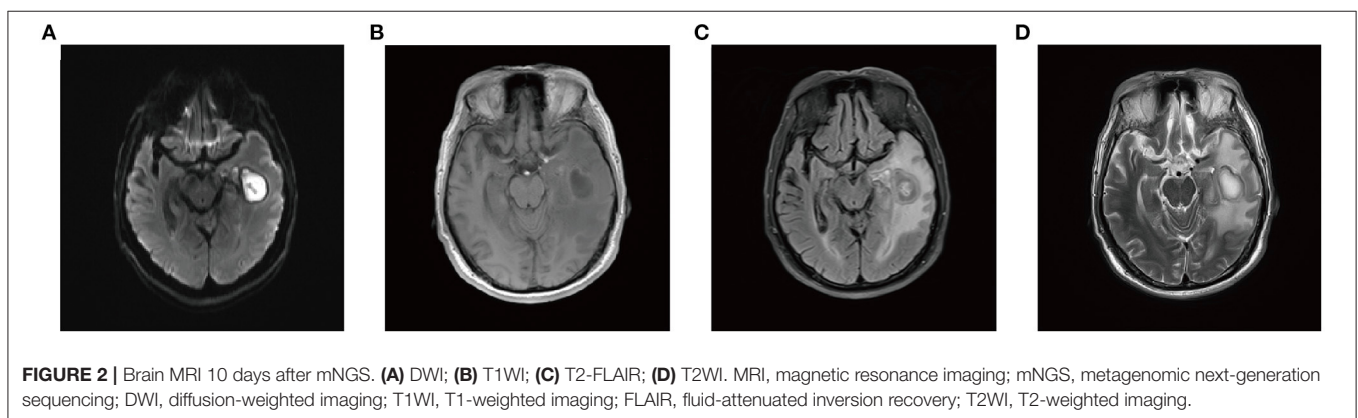 A B C D
FIGURE 2 | Brain MRI 10 days after mNGS. (A) DWI; (B) T1WI; (C) T2-FLAIR; (D) T2WI. MRI, magnetic resonance imaging; mNGS, metagenomic next-generation
sequencing; DWI, diffusion-weighted imaging; T1WI, T1-weighted imaging; FLAIR, fluid-attenuated inversion recovery; T2WI, T2-weighted imaging.